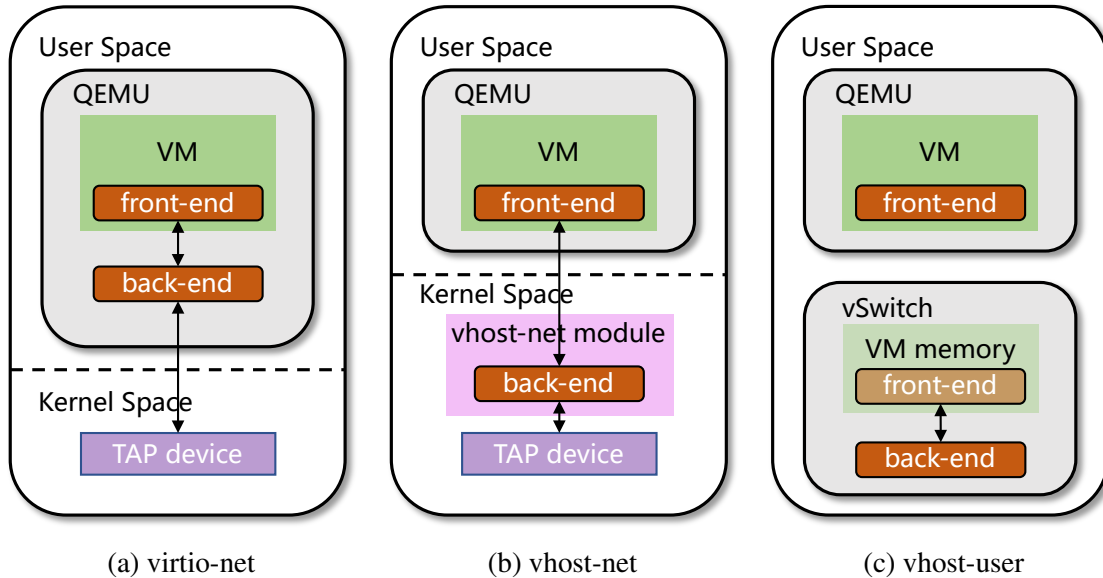 User Space
QEMU
VM
front-end
back-end
Kernel Space
TAP device
(a) virtio-net
User Space
QEMU
VM
front-end
Kernel Space
vhost-net module
back-end
TAP device
(b) vhost-net
User Space
QEMU
VM
front-end
vSwitch
VM memory
front-end
back-end
(c) vhost-user